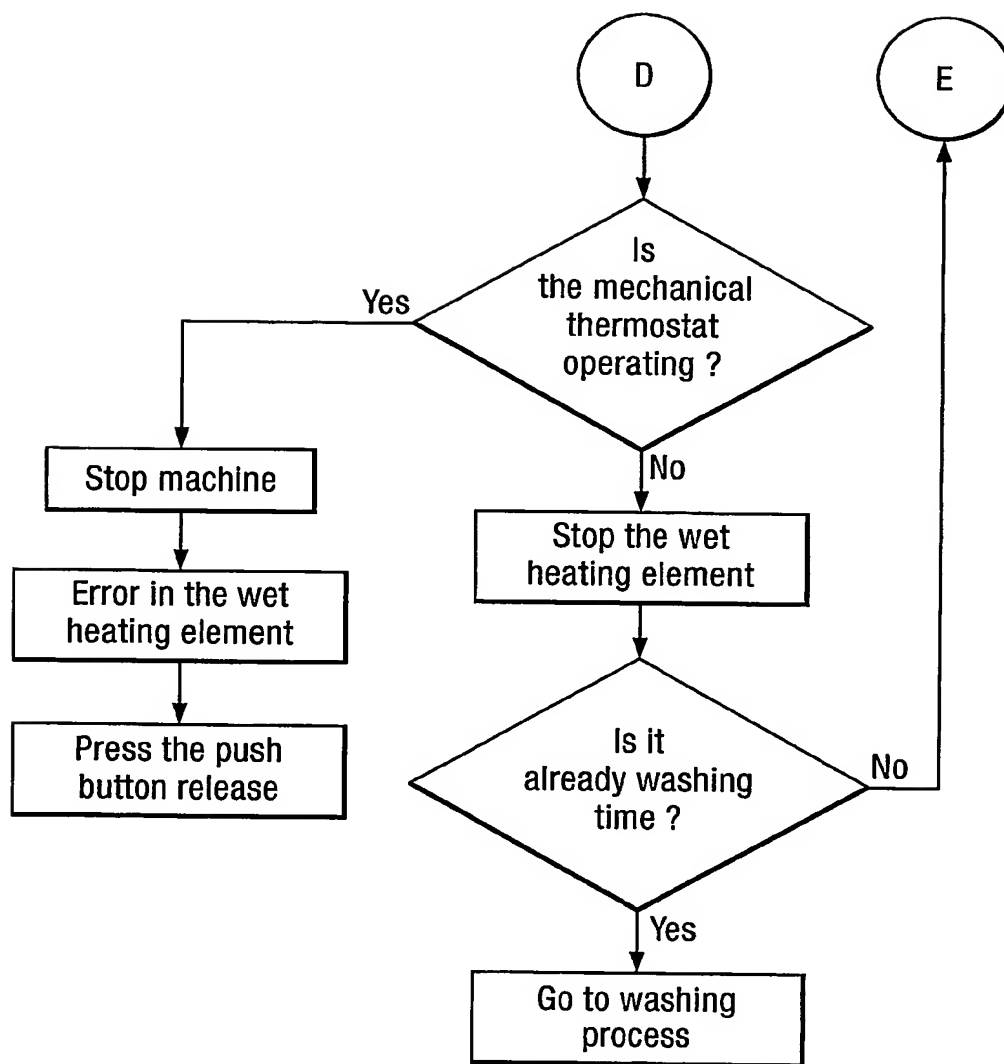 D
E
Is
the mechanical
thermostat
operating ?
Yes
No
Stop machine
Stop the wet
heating element
Error in the wet
heating element
Press the push
button release
Is it
already washing
time ?
No
Yes
Go to washing
process